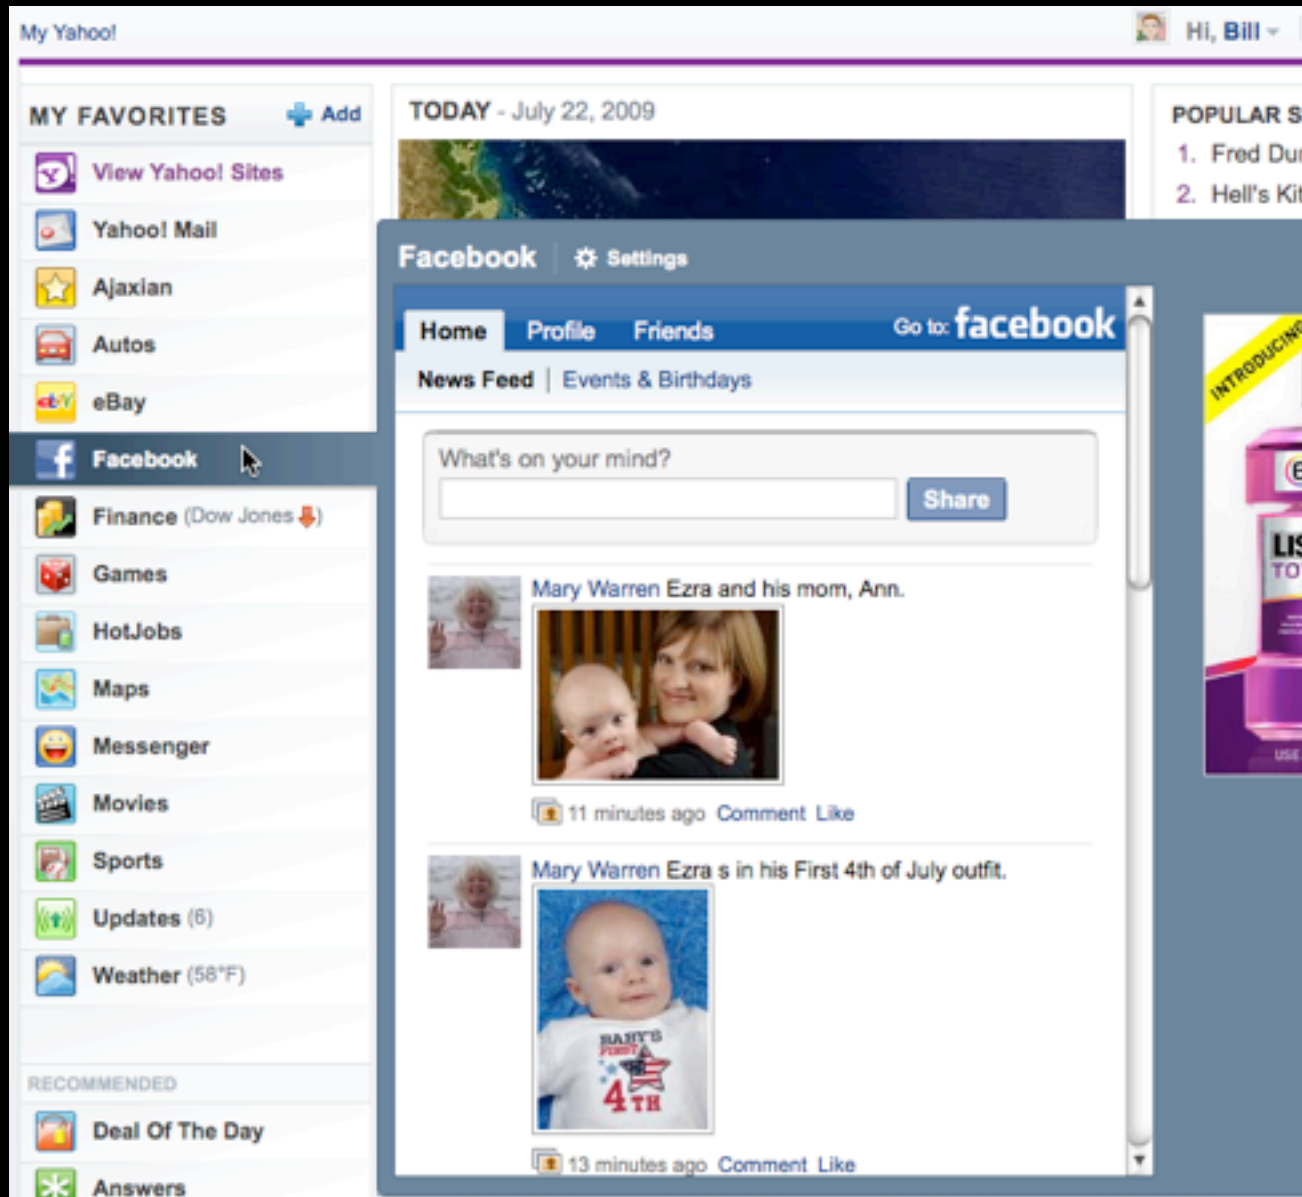 My Yahoo!
Hi, Bill
MY FAVORITES
Add
View Yahoo! Sites
Yahoo! Mail
Ajaxian
Autos
eBay
Facebook
Finance (Dow Jones)
Games
HotJobs
Maps
Messenger
Movies
Sports
Updates (6)
Weather (58°F)
RECOMMENDED
Deal Of The Day
Answers
TODAY - July 22, 2009
POPULAR S
1. Fred Dur
2. Hell's Kit
Facebook
Settings
Home Profile Friends
Go to: facebook
News Feed | Events & Birthdays
What's on your mind?
Share
Mary Warren Ezra and his mom, Ann.
11 minutes ago Comment Like
Mary Warren Ezra s in his First 4th of July outfit.
BABY'S
FIRST
4TH
13 minutes ago Comment Like
INTRODUCING
LIS
TO
USE